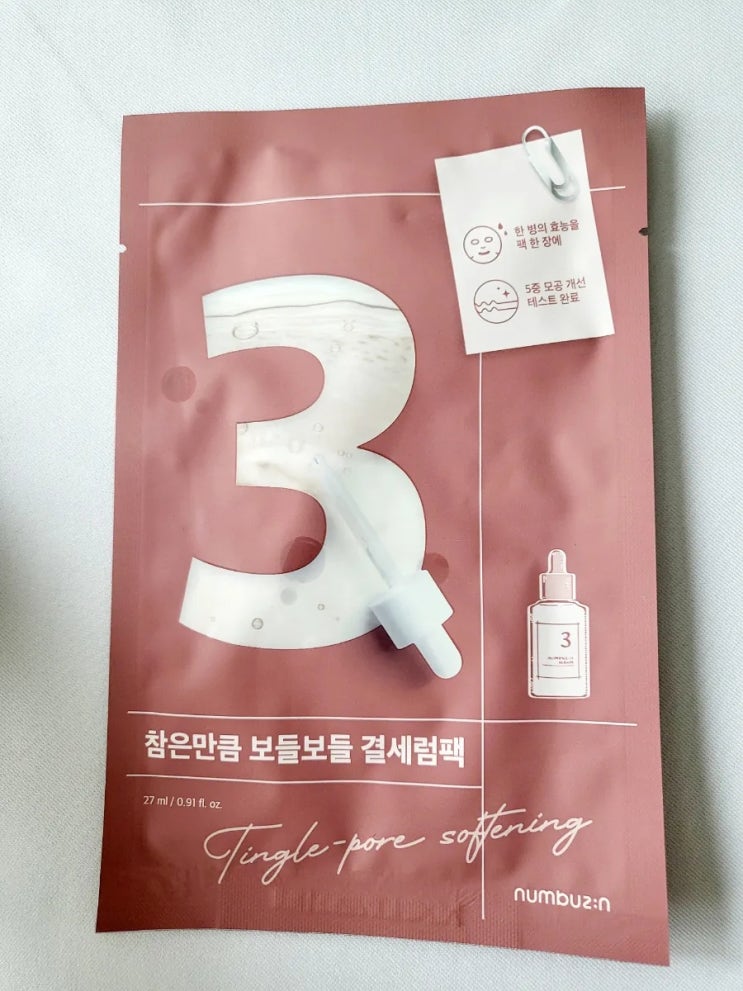 한 병의 효능을
팩 한 장에
5중 모공 개선
테스트 완료
3
3
참은만큼 보들보들 결세럼팩
27 ml / 0.91 fl. oz.
Tingle-pore softening
numbuz:n